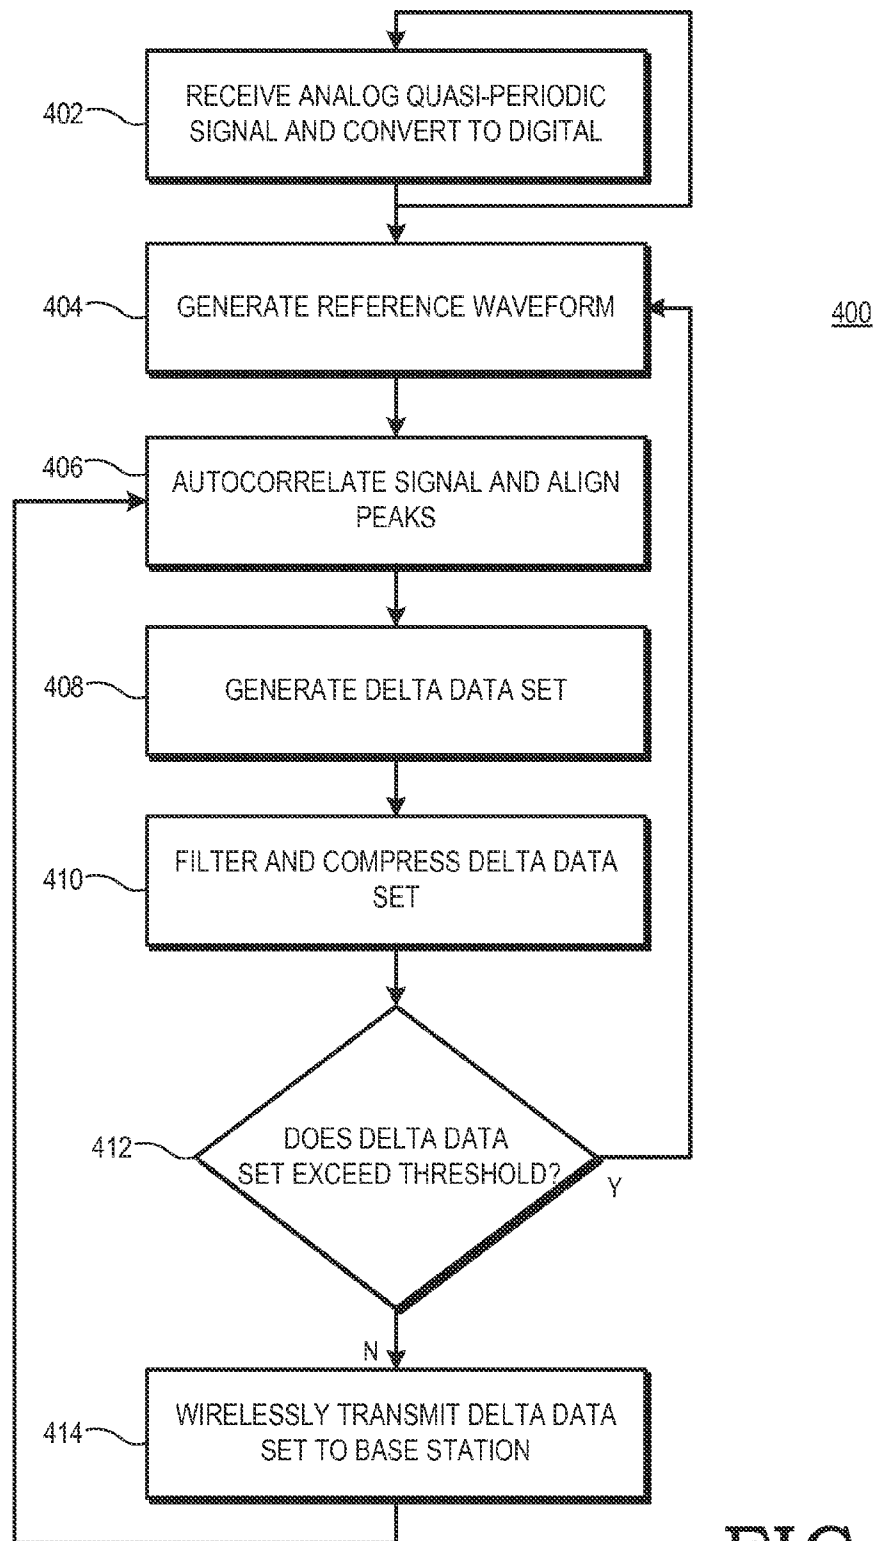 402
RECEIVE ANALOG QUASI-PERIODIC
SIGNAL AND CONVERT TO DIGITAL
404
GENERATE REFERENCE WAVEFORM
400
406
AUTOCORRELATE SIGNAL AND ALIGN
PEAKS
408
GENERATE DELTA DATA SET
410
FILTER AND COMPRESS DELTA DATA
SET
412
DOES DELTA DATA
SET EXCEED THRESHOLD?
Y
N
414
WIRELESSLY TRANSMIT DELTA DATA
SET TO BASE STATION